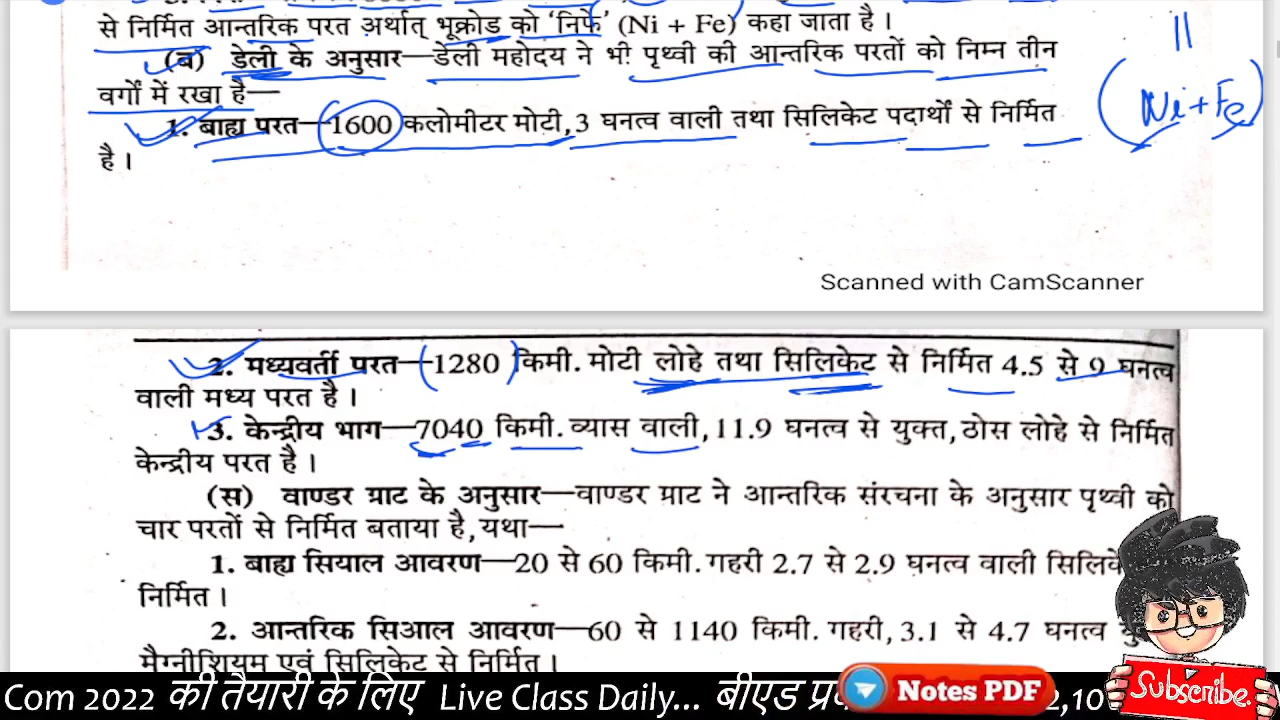 से निर्मित आन्तरिक परत अर्थात् भूक्रोड को 'निफे' (Ni + Fe) कहा जाता है।
(ब) डेली के अनुसार—डेली महोदय ने भी पृथ्वी की आन्तरिक परतों को निम्न तीन
वर्गों में रखा है—
1. बाह्य परत—1600 कलोमीटर मोटी, 3 घनत्व वाली तथा सिलिकेट पदार्थों से निर्मित
है।
Ni + Fe
Scanned with CamScanner
2. मध्यवर्ती परत—1280 किमी. मोटी लोहे तथा सिलिकेट से निर्मित 4.5 से 9 घनत्व
वाली मध्य परत है।
3. केन्द्रीय भाग—7040 किमी. व्यास वाली, 11.9 घनत्व से युक्त, ठोस लोहे से निर्मित
केन्द्रीय परत है।
(स) वाण्डर ग्राट के अनुसार—वाण्डर ग्राट ने आन्तरिक संरचना के अनुसार पृथ्वी को
चार परतों से निर्मित बताया है, यथा—
1. बाह्य सियाल आवरण—20 से 60 किमी. गहरी 2.7 से 2.9 घनत्व वाली
निर्मित।
2. आन्तरिक सिआल आवरण—60 से 1140 किमी. गहरी, 3.1 से 4.7 घनत्व
मैग्नीशियम एवं सिलिकेट से निर्मित।
Com 2022 की तैयारी के लिए Live Class Daily... बीएड
Notes PDF
Subscribe.